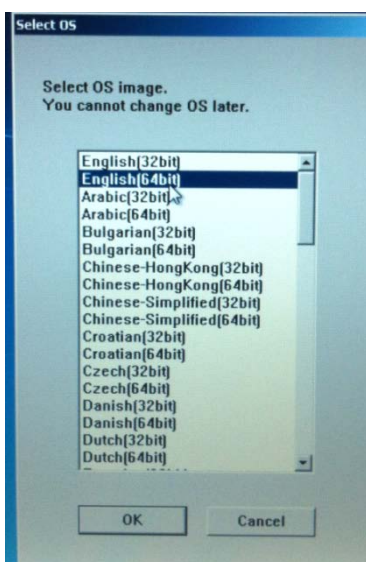 Select OS
Select OS image.
You cannot change OS later.
English(32bit)
English(64bit)
Arabic(32bit)
Arabic(64bit)
Bulgarian(32bit)
Bulgarian(64bit)
Chinese-HongKong(32bit)
Chinese-HongKong(64bit)
Chinese-Simplified(32bit)
Chinese-Simplified(64bit)
Croatian(32bit)
Croatian(64bit)
Czech(32bit)
Czech(64bit)
Danish(32bit)
Danish(64bit)
Dutch(32bit)
Dutch(64bit)
OK
Cancel